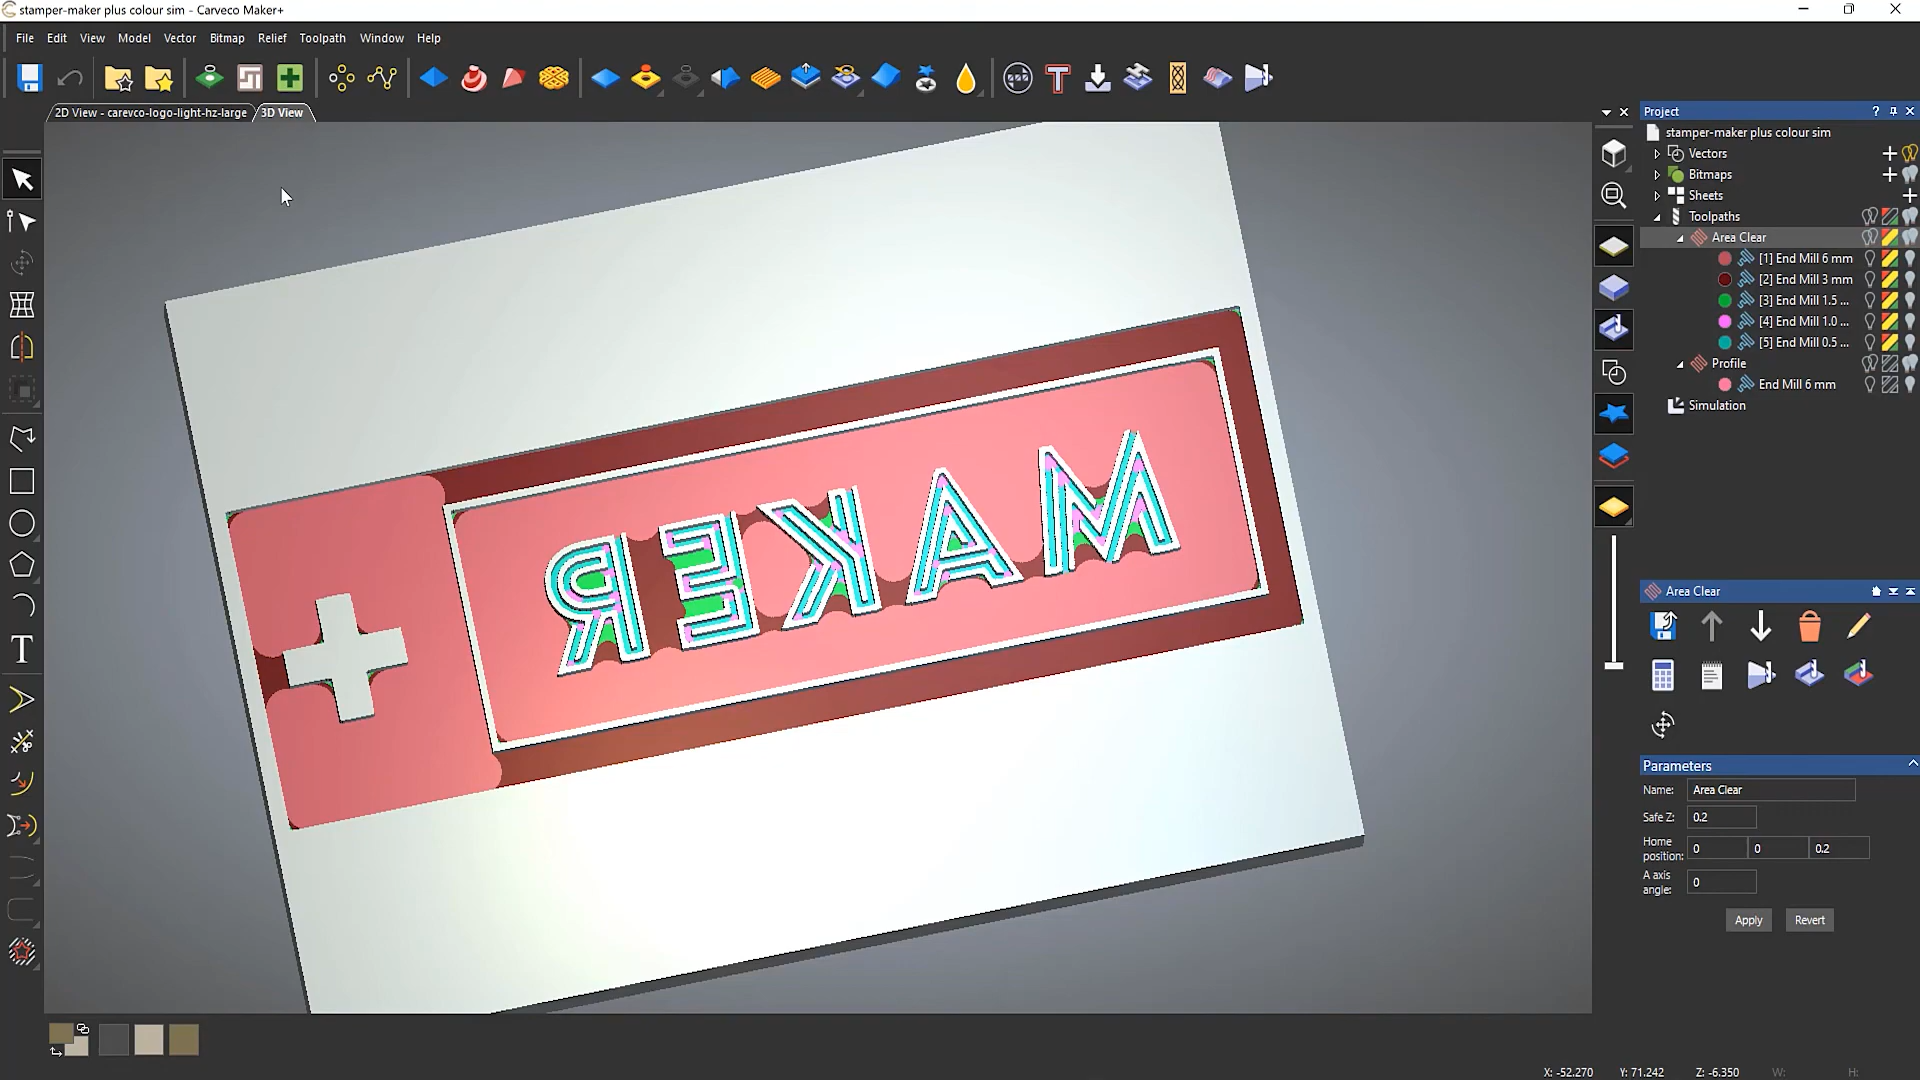 stamper-maker plus colour sim - Carveco Maker+
File Edit View Model Vector Bitmap Relief Toolpath Window Help
2D View - carevco-logo-light-hz-large
3D View
MAKER
T
Project
stamper-maker plus colour sim
Vectors
Bitmaps
Sheets
Toolpaths
Area Clear
[1] End Mill 6 mm
[2] End Mill 3 mm
[3] End Mill 1.5 ...
[4] End Mill 1.0 ...
[5] End Mill 0.5 ...
Profile
End Mill 6 mm
Simulation
Area Clear
Parameters
Name: Area Clear
Safe Z: 0.2
Home position: 0 0 0.2
A axis angle: 0
Apply Revert
X: -52.270 Y: 71.242 Z: -6.350 W: H: